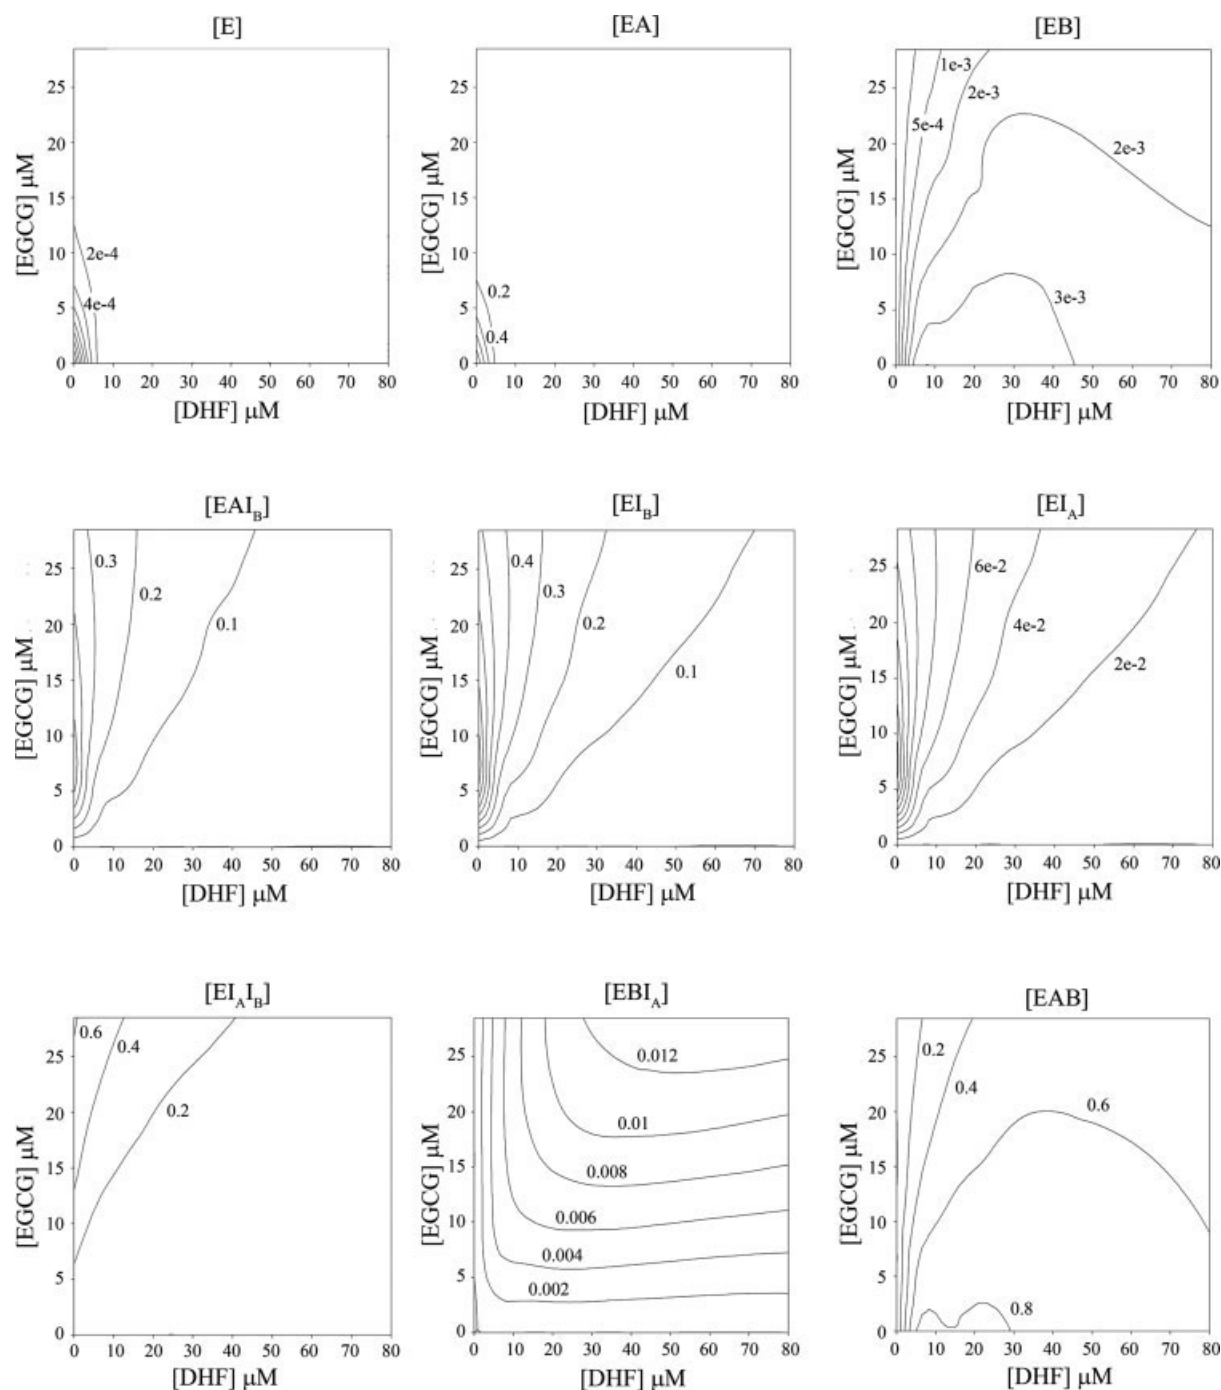 [E]
25
20
15
10
5
0
2e-4
4e-4
0 10 20 30 40 50 60 70 80
[EGCG] μM
[DHF] μM
[EA]
25
20
15
10
5
0
0.2
0.4
0 10 20 30 40 50 60 70 80
[EGCG] μM
[DHF] μM
[EB]
25
20
15
10
5
0
1e-3
2e-3
5e-4
2e-3
3e-3
0 10 20 30 40 50 60 70 80
[EGCG] μM
[DHF] μM
[EAI_B]
25
20
15
10
5
0
0.3
0.2
0.1
0 10 20 30 40 50 60 70 80
[EGCG] μM
[DHF] μM
[EI_B]
25
20
15
10
5
0
0.4
0.3
0.2
0.1
0 10 20 30 40 50 60 70 80
[EGCG] μM
[DHF] μM
[EI_A]
25
20
15
10
5
0
6e-2
4e-2
2e-2
0 10 20 30 40 50 60 70 80
[EGCG] μM
[DHF] μM
[EI_AI_B]
25
20
15
10
5
0
0.6
0.4
0.2
0 10 20 30 40 50 60 70 80
[EGCG] μM
[DHF] μM
[EBI_A]
25
20
15
10
5
0
0.012
0.01
0.008
0.006
0.004
0.002
0 10 20 30 40 50 60 70 80
[EGCG] μM
[DHF] μM
[EAB]
25
20
15
10
5
0
0.2
0.4
0.6
0.8
0 10 20 30 40 50 60 70 80
[EGCG] μM
[DHF] μM